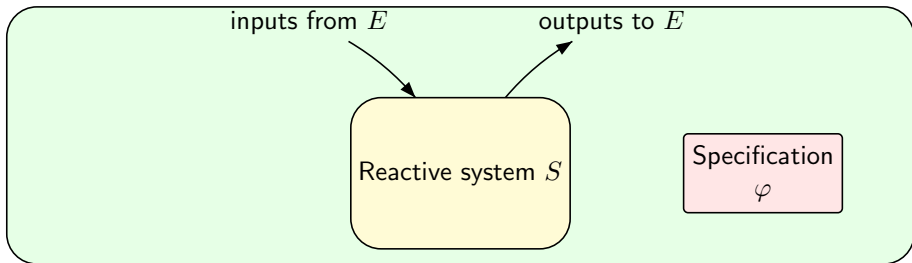 inputs from E
outputs to E
Reactive system S
Specification
φ